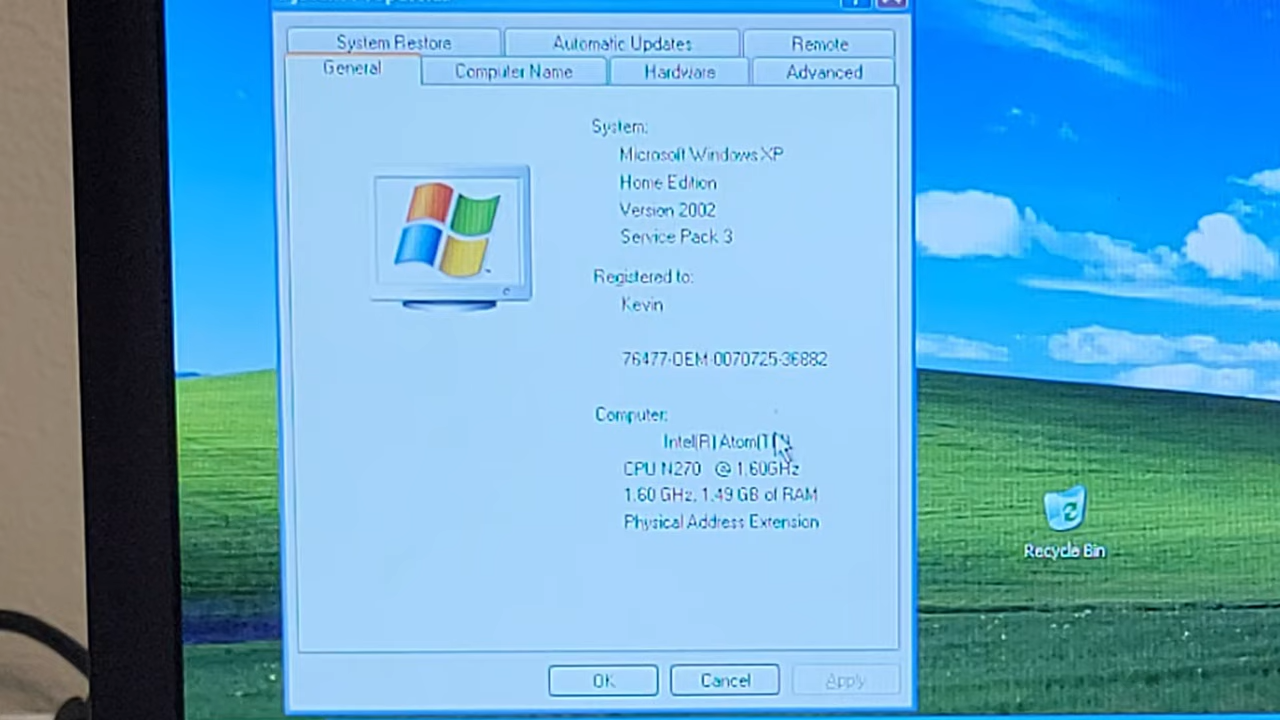 System Restore
Automatic Updates
Remote
General
Computer Name
Hardware
Advanced
System:
Microsoft Windows XP
Home Edition
Version 2002
Service Pack 3
Registered to:
Kevin
76477-OEM-0070725-36882
Computer:
Intel(R) Atom(T
CPU N270 @ 1.60GHz
1.60 GHz, 1.49 GB of RAM
Physical Address Extension
Recycle Bin
OK
Cancel
Apply